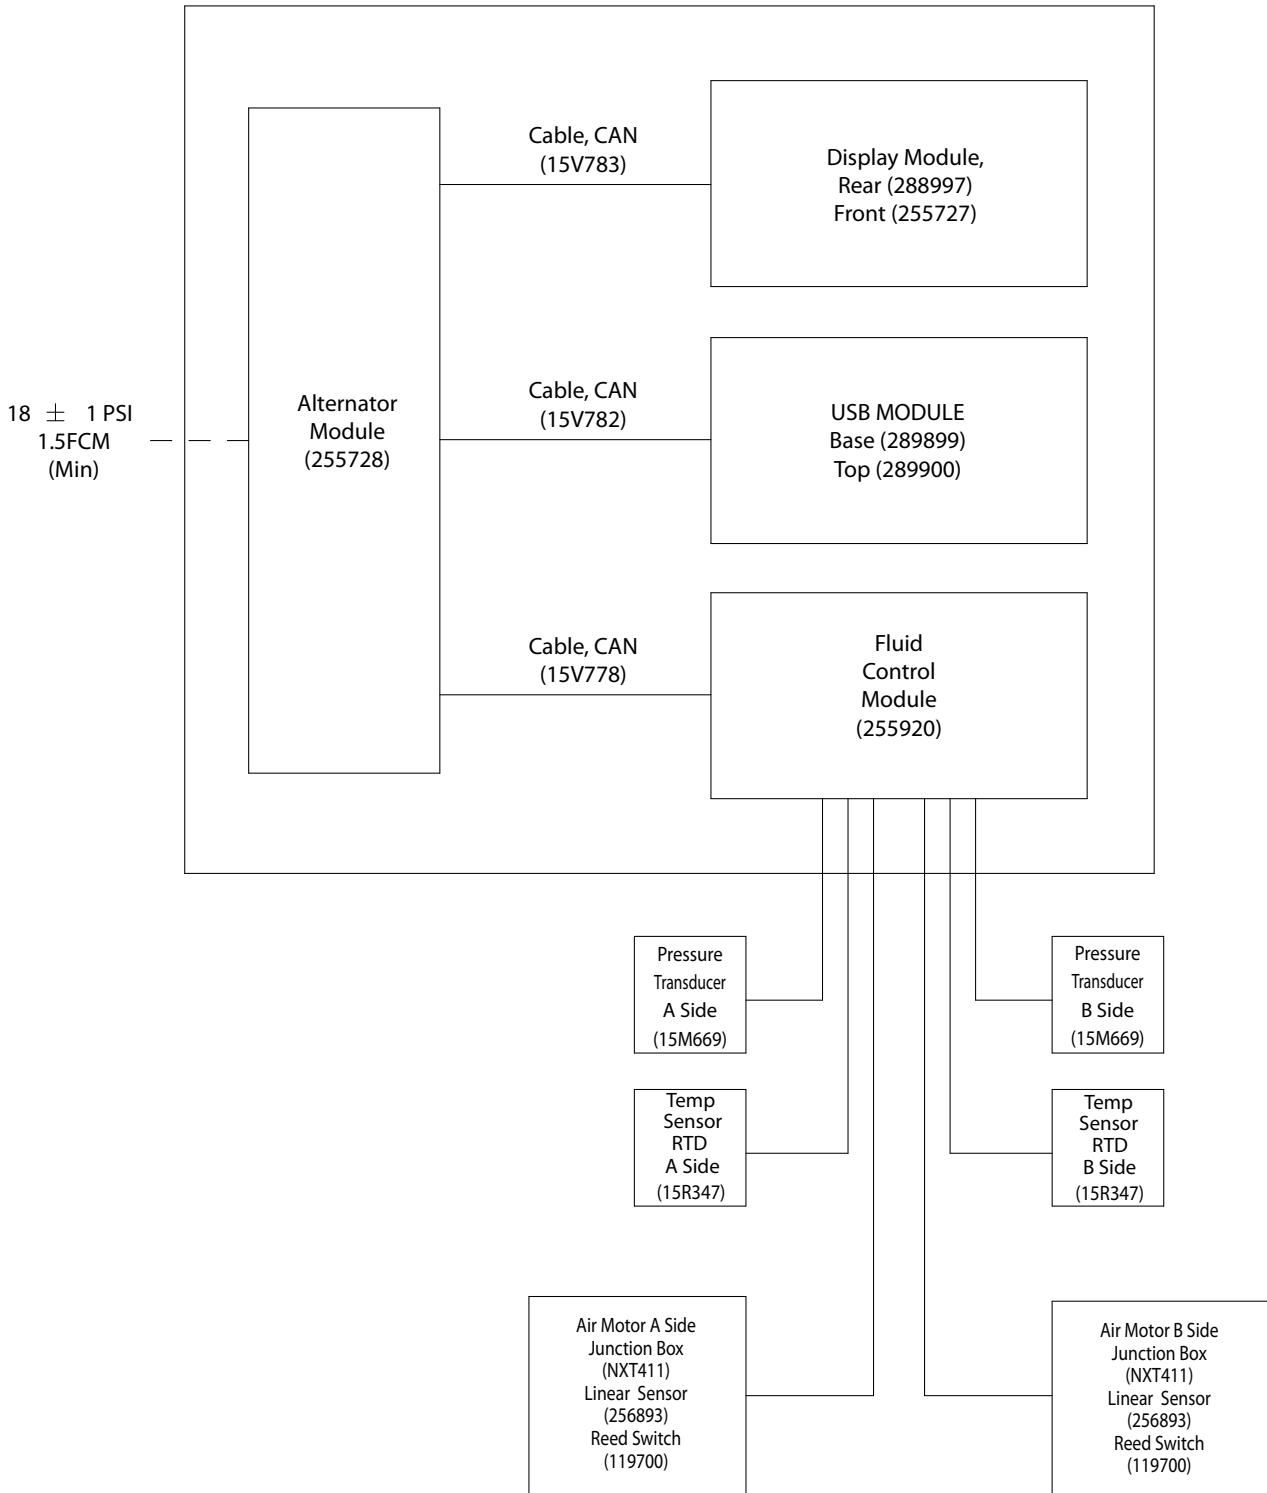 Cable, CAN
(15V783)
Display Module,
Rear (288997)
Front (255727)
18 ± 1 PSI
1.5FCM
(Min)
Alternator
Module
(255728)
Cable, CAN
(15V782)
USB MODULE
Base (289899)
Top (289900)
Cable, CAN
(15V778)
Fluid
Control
Module
(255920)
Pressure
Transducer
A Side
(15M669)
Pressure
Transducer
B Side
(15M669)
Temp
Sensor
RTD
A Side
(15R347)
Temp
Sensor
RTD
B Side
(15R347)
Air Motor A Side
Junction Box
(NXT411)
Linear Sensor
(256893)
Reed Switch
(119700)
Air Motor B Side
Junction Box
(NXT411)
Linear Sensor
(256893)
Reed Switch
(119700)